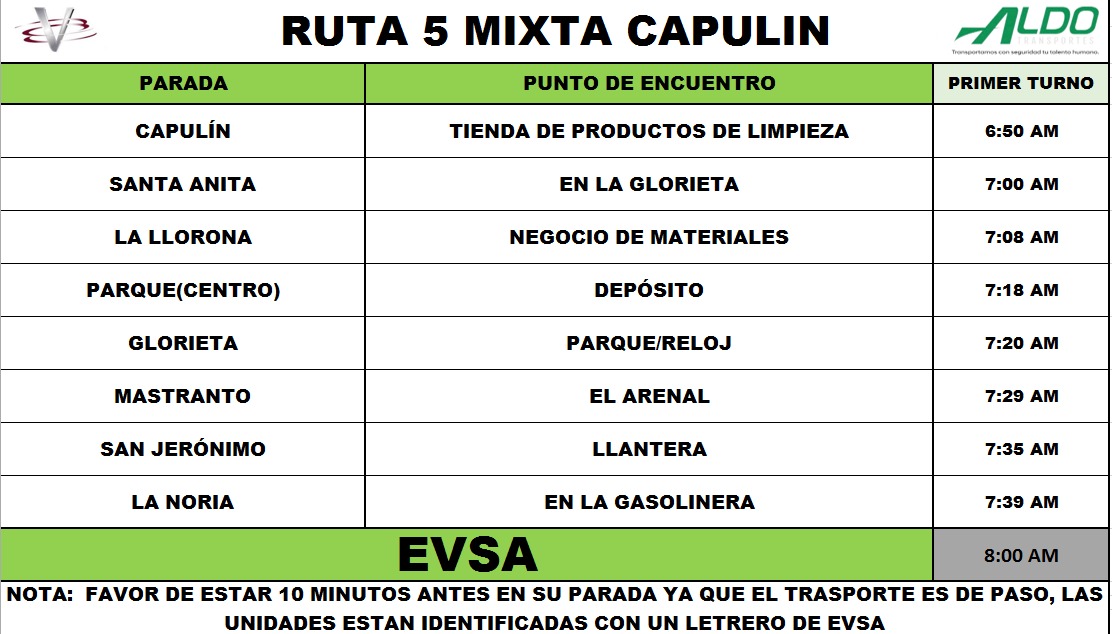 RUTA 5 MIXTA CAPULIN
ALDO
TRANSPORTES
Transportamos con seguridad tu talento humano.
PARADA PUNTO DE ENCUENTRO PRIMER TURNO
CAPULÍN TIENDA DE PRODUCTOS DE LIMPIEZA 6:50 AM
SANTA ANITA EN LA GLORIETA 7:00 AM
LA LLORONA NEGOCIO DE MATERIALES 7:08 AM
PARQUE(CENTRO) DEPÓSITO 7:18 AM
GLORIETA PARQUE/RELOJ 7:20 AM
MASTRANTO EL ARENAL 7:29 AM
SAN JERÓNIMO LLANTERA 7:35 AM
LA NORIA EN LA GASOLINERA 7:39 AM
EVSA 8:00 AM
NOTA: FAVOR DE ESTAR 10 MINUTOS ANTES EN SU PARADA YA QUE EL TRASPORTE ES DE PASO, LAS
UNIDADES ESTAN IDENTIFICADAS CON UN LETRERO DE EVSA